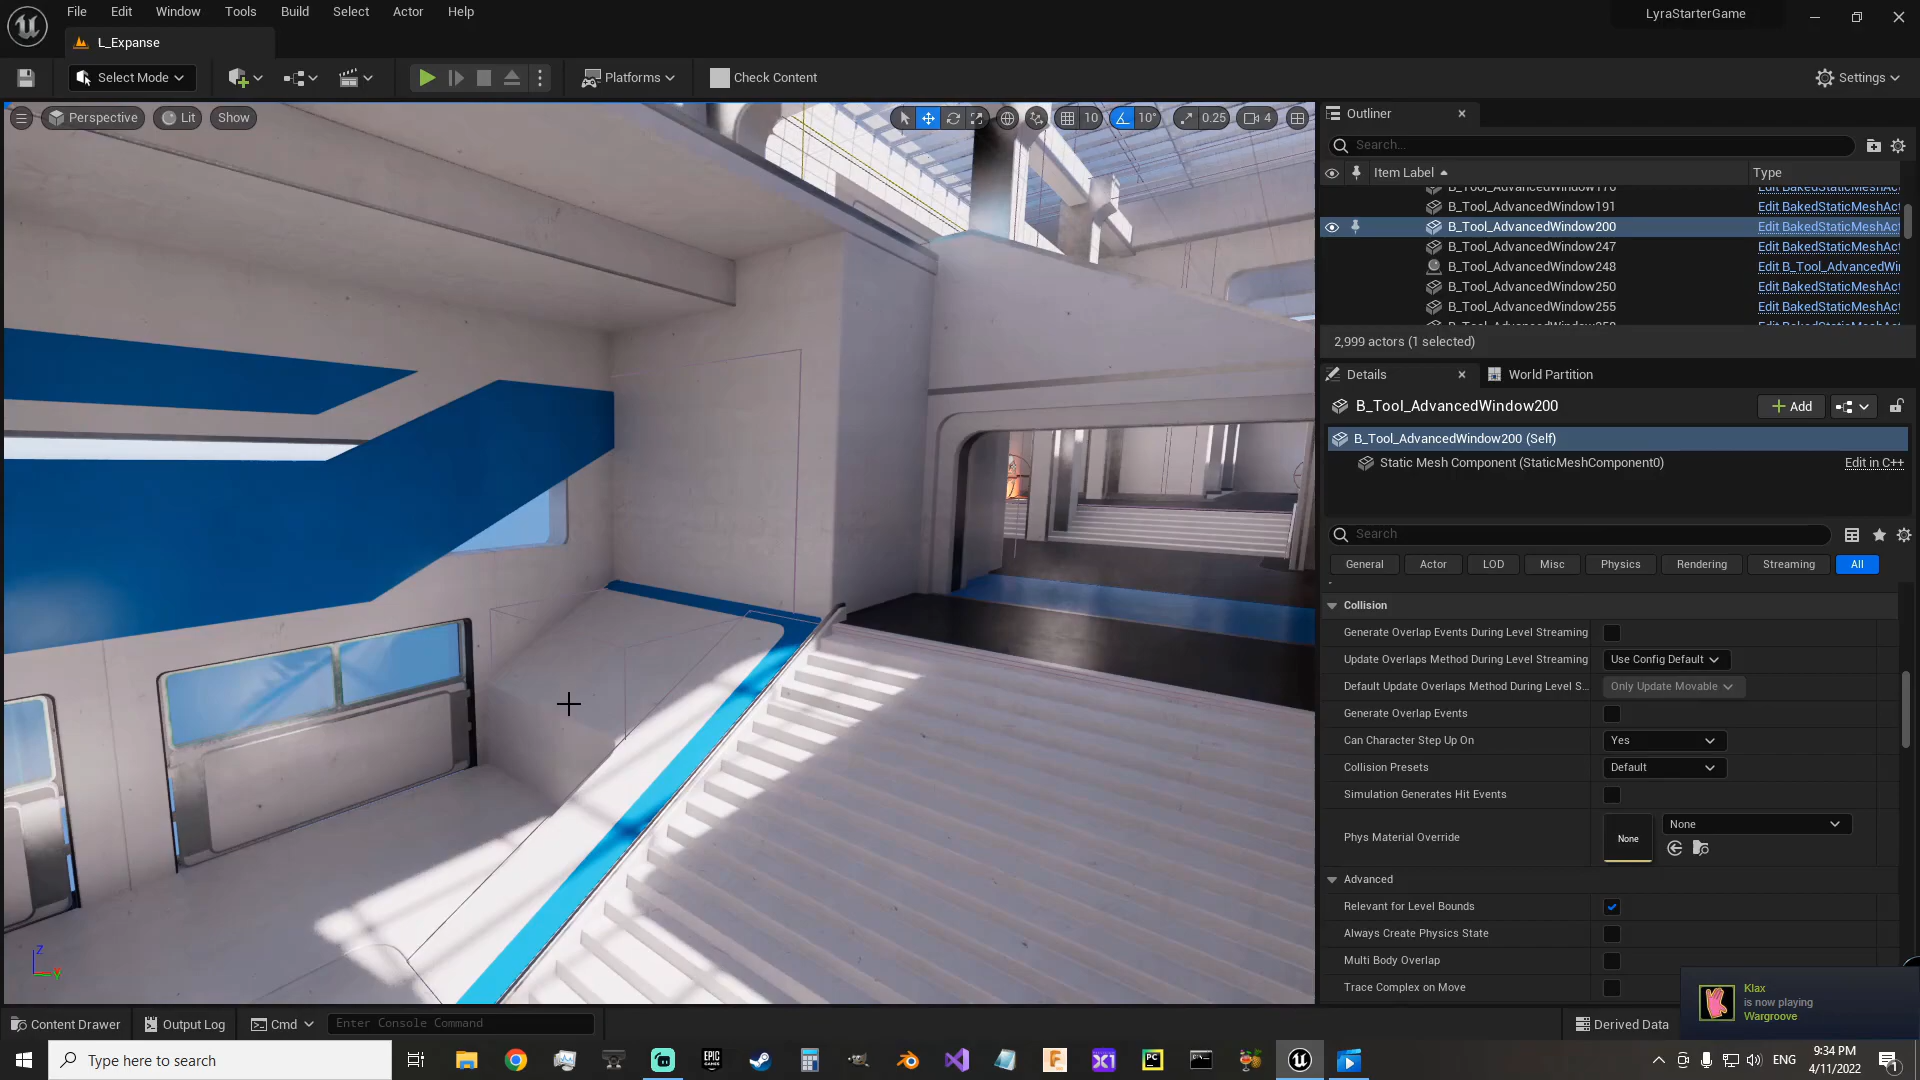 File Edit Window Tools Build Select Actor Help
LyraStarterGame
L_Expanse
Select Mode
Platforms
Check Content
Settings
Perspective
Lit
Show
10
10°
0.25
4
Outliner
Search...
Item Label
Type
B_Tool_AdvancedWindow191 Edit BakedStaticMeshAct
B_Tool_AdvancedWindow200 Edit BakedStaticMeshAct
B_Tool_AdvancedWindow247 Edit BakedStaticMeshAct
B_Tool_AdvancedWindow248 Edit B_Tool_AdvancedWi
B_Tool_AdvancedWindow250 Edit BakedStaticMeshAct
B_Tool_AdvancedWindow255 Edit BakedStaticMeshAct
2,999 actors (1 selected)
Details
World Partition
B_Tool_AdvancedWindow200
Add
B_Tool_AdvancedWindow200 (Self)
Static Mesh Component (StaticMeshComponent0) Edit in C++
Search
General Actor LOD Misc Physics Rendering Streaming All
Collision
Generate Overlap Events During Level Streaming
Update Overlaps Method During Level Streaming Use Config Default
Default Update Overlaps Method During Level S... Only Update Movable
Generate Overlap Events
Can Character Step Up On Yes
Collision Presets Default
Simulation Generates Hit Events
Phys Material Override None None
Advanced
Relevant for Level Bounds
Always Create Physics State
Multi Body Overlap
Trace Complex on Move
Klax
is now playing
Wargroove
Z
Y
Content Drawer
Output Log
Cmd
Enter Console Command
Derived Data
Type here to search
EPIC
GAMES
X1
PC
F
ENG
9:34 PM
4/11/2022
1